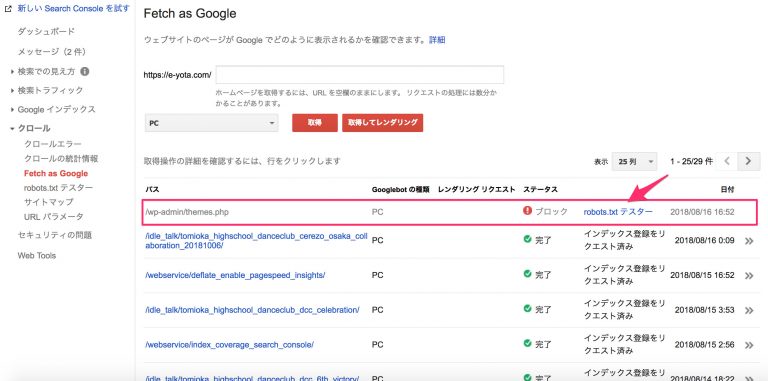 新しい Search Console を試す
ダッシュボード
メッセージ（2 件）
検索での見え方
検索トラフィック
Google インデックス
クロール
クロールエラー
クロールの統計情報
Fetch as Google
robots.txt テスター
サイトマップ
URL パラメータ
セキュリティの問題
Web Tools
Fetch as Google
ウェブサイトのページが Google でどのように表示されるかを確認できます。詳細
https://e-yota.com/
ホームページを取得するには、URL を空欄のままにします。 リクエストの処理には数分か
かることがあります。
PC 取得 取得してレンダリング
取得操作の詳細を確認するには、行をクリックします 表示 25 列 1 - 25/29 件
パス Googlebot の種類 レンダリング リクエスト ステータス 日付
/wp-admin/themes.php PC ブロック robots.txt テスター 2018/08/16 16:52
/idle_talk/tomioka_highschool_danceclub_cerezo_osaka_coll
aboration_20181006/ PC 完了 インデックス登録をリ
クエスト済み 2018/08/16 0:09
/webservice/deflate_enable_pagespeed_insights/ PC 完了 インデックス登録をリ
クエスト済み 2018/08/15 16:52
/idle_talk/tomioka_highschool_danceclub_dcc_celebration/ PC 完了 インデックス登録をリ
クエスト済み 2018/08/15 3:53
/webservice/index_coverage_search_console/ PC 完了 インデックス登録をリ
クエスト済み 2018/08/15 2:56
/idle_talk/tomioka_highschool_danceclub_dcc_6th_victory/ PC 完了 インデックス登録をリ 2018/08/14 18:22